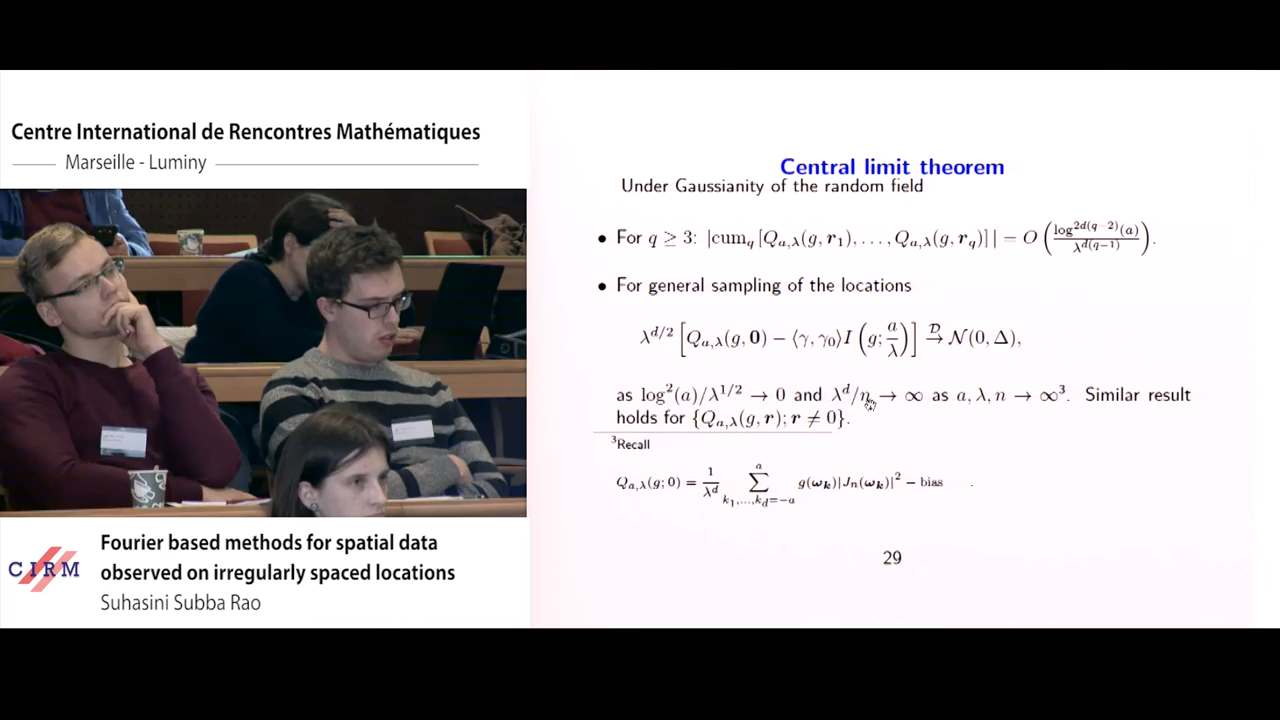 Centre International de Rencontres Mathématiques
Marseille - Luminy
Central limit theorem
Under Gaussianity of the random field
• For q ≥ 3: |cum_q [Q_{a,λ}(g, r_1), . . . , Q_{a,λ}(g, r_q)]| = O ( log^{2d(q−2)}(a) / λ^{d(q−1)} ).
• For general sampling of the locations
λ^{d/2} [ Q_{a,λ}(g, 0) − ⟨γ, γ_0⟩ I ( g; a/λ ) ] →^D N(0, Δ),
as log²(a)/λ^{1/2} → 0 and λ^d/n → ∞ as a, λ, n → ∞³. Similar result
holds for {Q_{a,λ}(g, r); r ≠ 0}.
³Recall
Q_{a,λ}(g; 0) = 1/λ^d ∑_{k_1,...,k_d=−a}^{a} g(ω_k)|J_n(ω_k)|² − bias .
29
CIRM
Fourier based methods for spatial data
observed on irregularly spaced locations
Suhasini Subba Rao